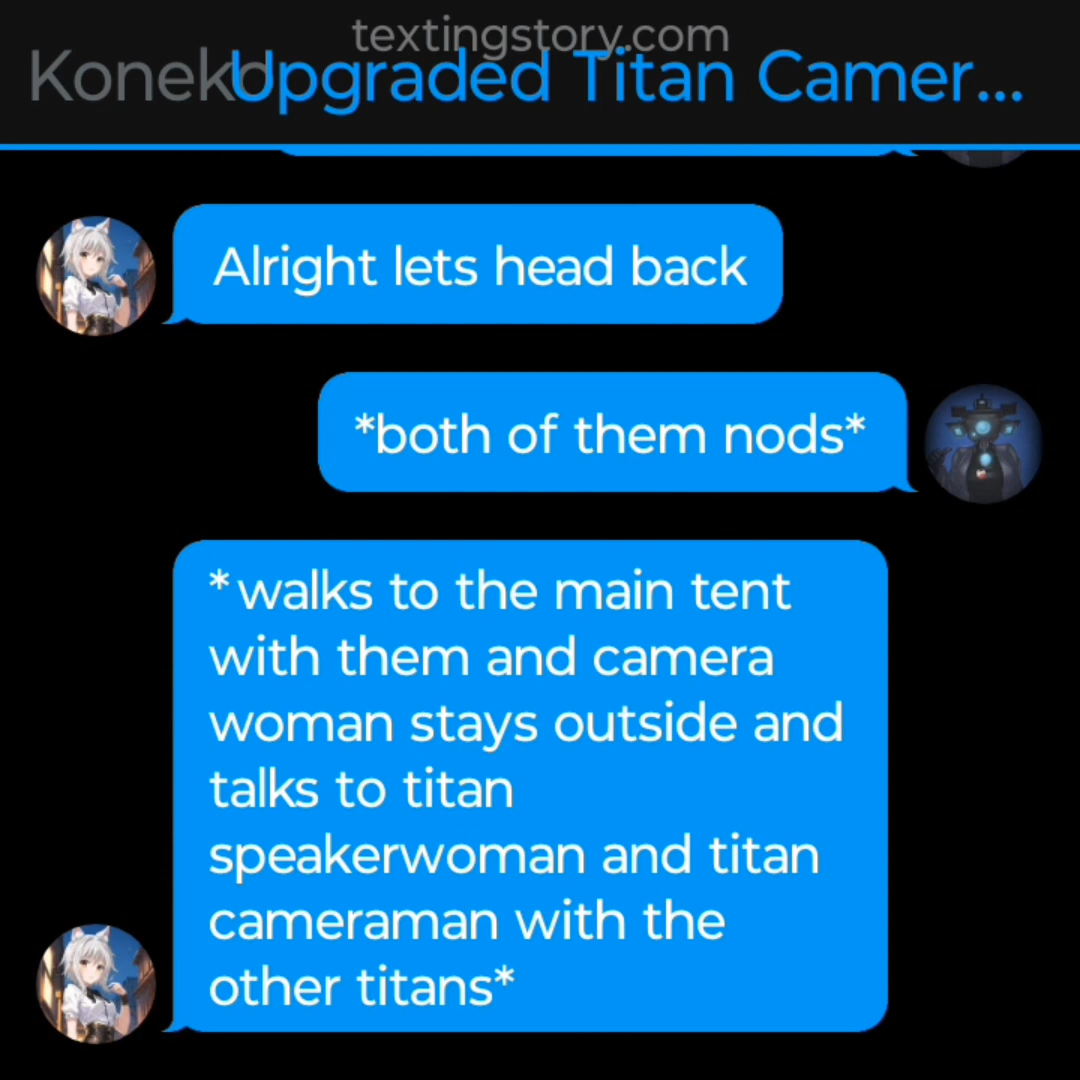 textingstory.com
Koneko
Upgraded Titan Camer...
Alright lets head back
*both of them nods*
*walks to the main tent
with them and camera
woman stays outside and
talks to titan
speakerwoman and titan
cameraman with the
other titans*